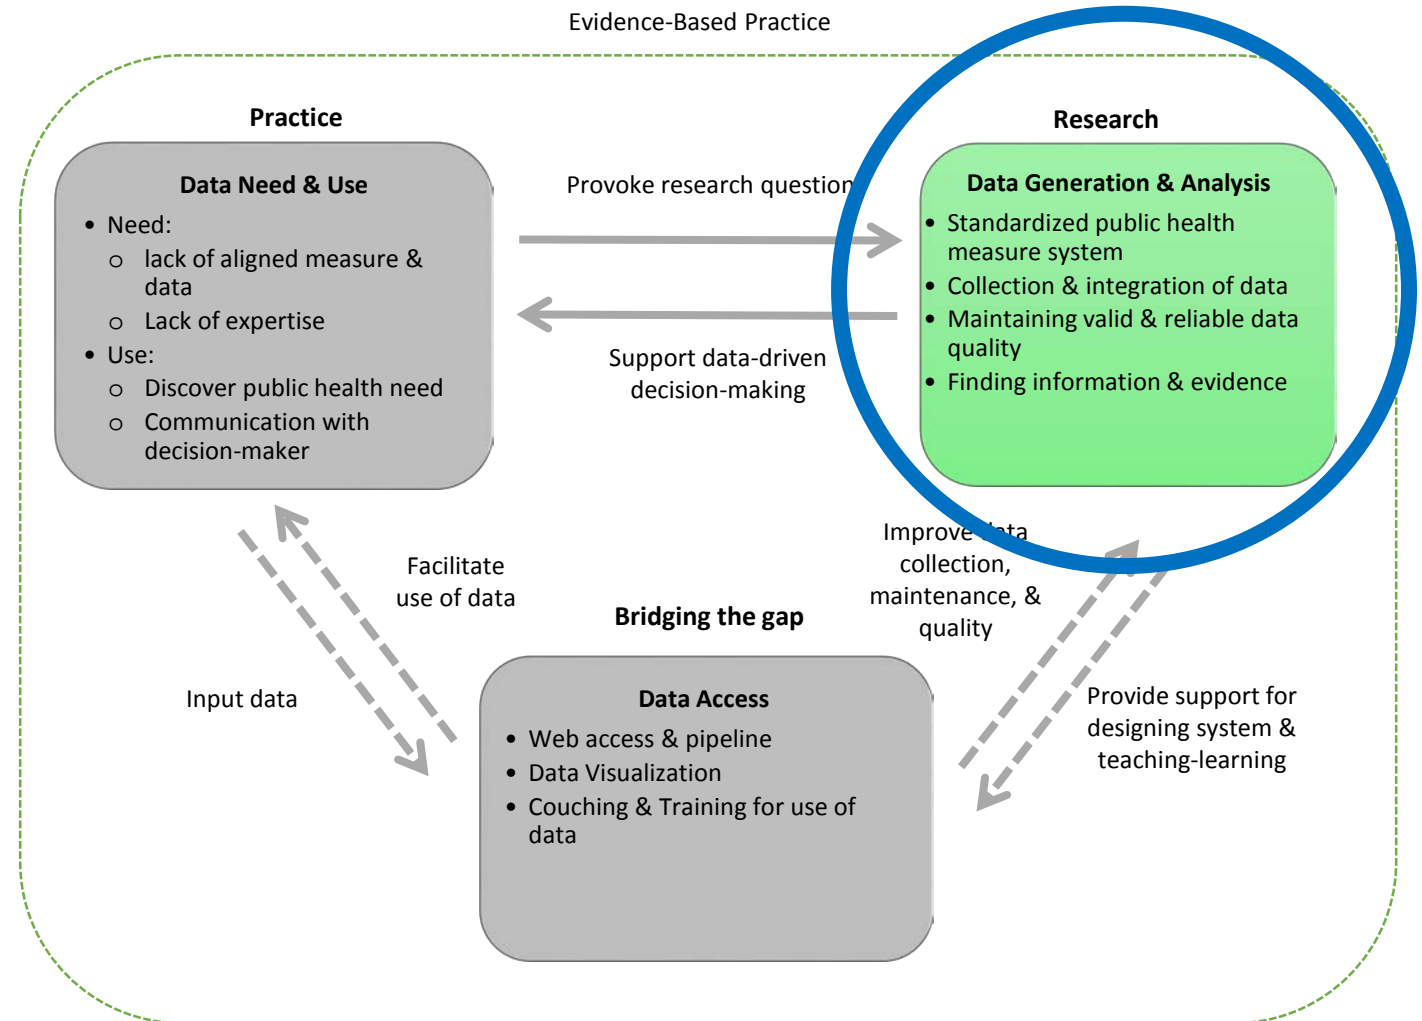 Evidence-Based Practice
Practice
Data Need & Use
• Need:
o lack of aligned measure &
data
o Lack of expertise
• Use:
o Discover public health need
o Communication with
decision-maker
Provoke research question
Support data-driven
decision-making
Research
Data Generation & Analysis
• Standardized public health
measure system
• Collection & integration of data
• Maintaining valid & reliable data
quality
• Finding information & evidence
Facilitate
use of data
Input data
Improve data
collection,
maintenance, &
quality
Provide support for
designing system &
teaching-learning
Bridging the gap
Data Access
• Web access & pipeline
• Data Visualization
• Couching & Training for use of
data